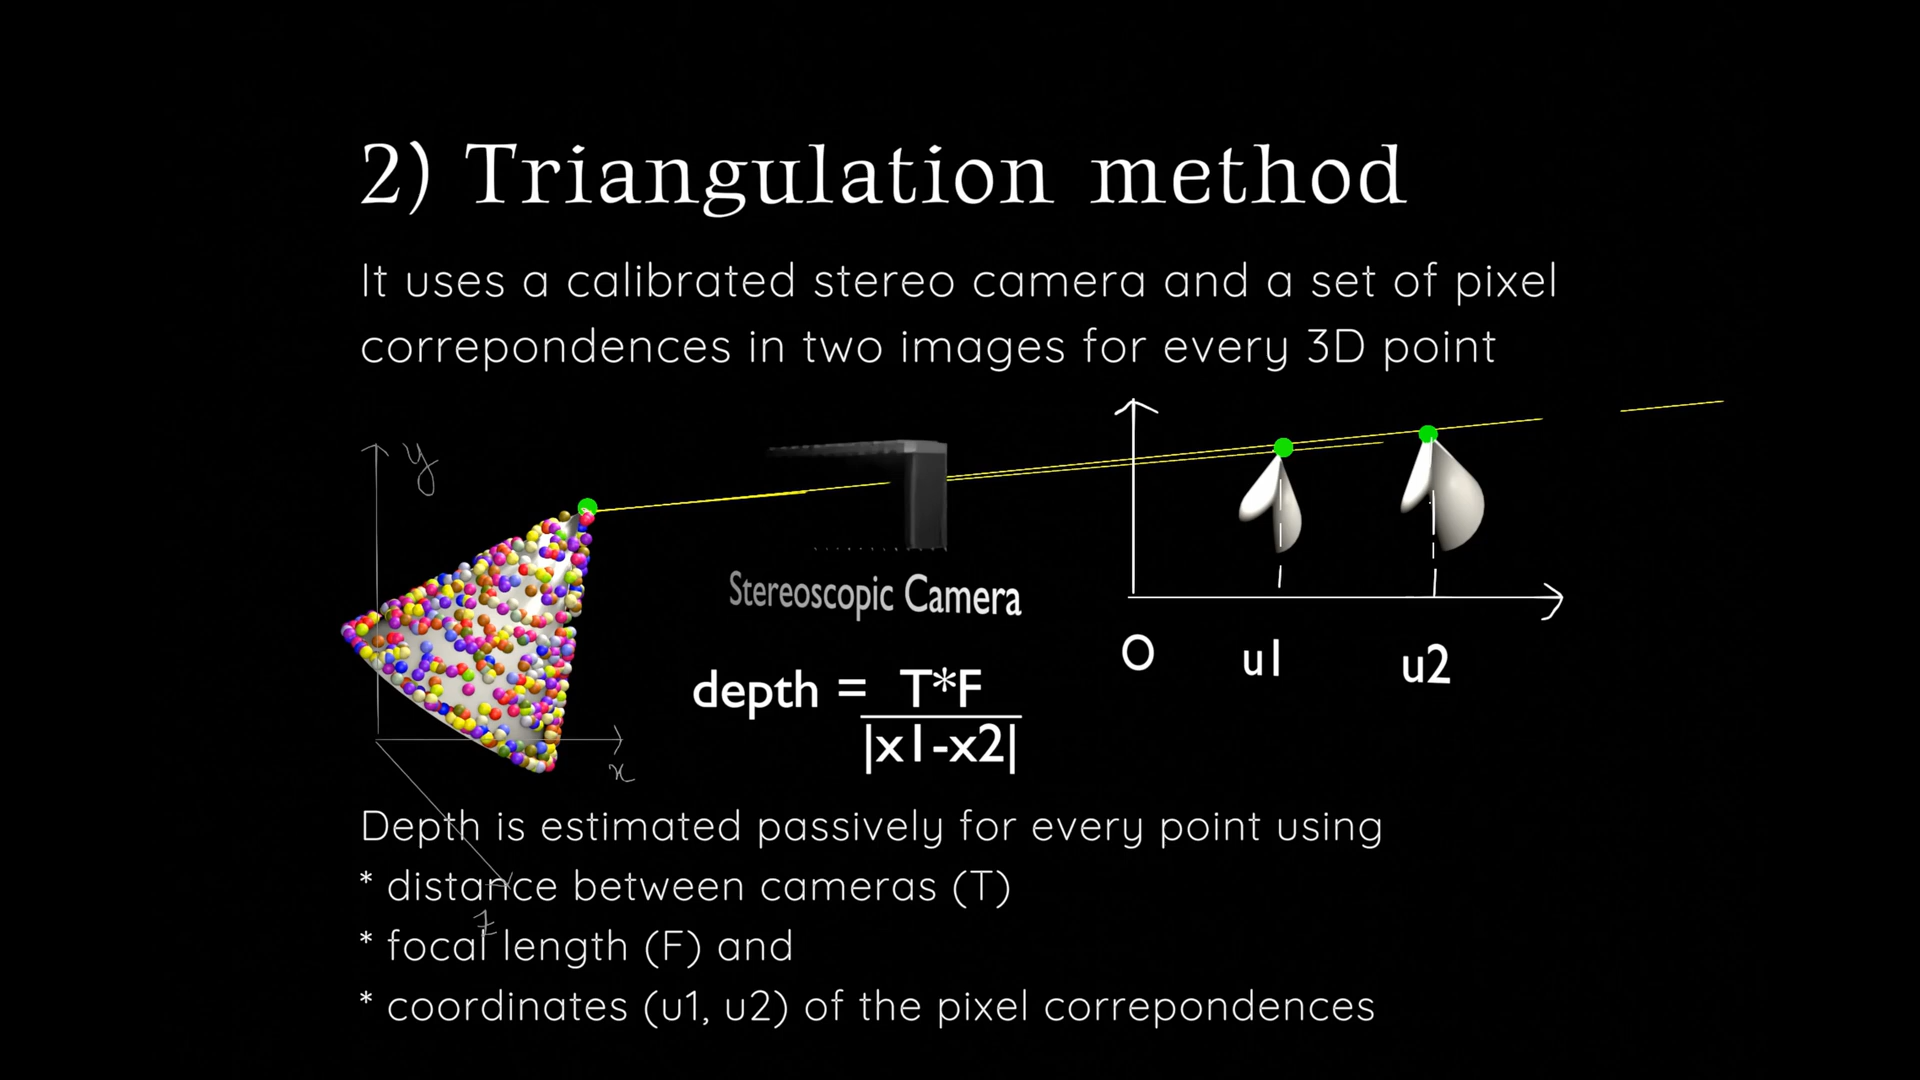 2) Triangulation method
It uses a calibrated stereo camera and a set of pixel
correpondences in two images for every 3D point
y
Stereoscopic Camera
O u1 u2
depth = T*F
|x1-x2|
x
Depth is estimated passively for every point using
* distance between cameras (T)
z
* focal length (F) and
* coordinates (u1, u2) of the pixel correpondences